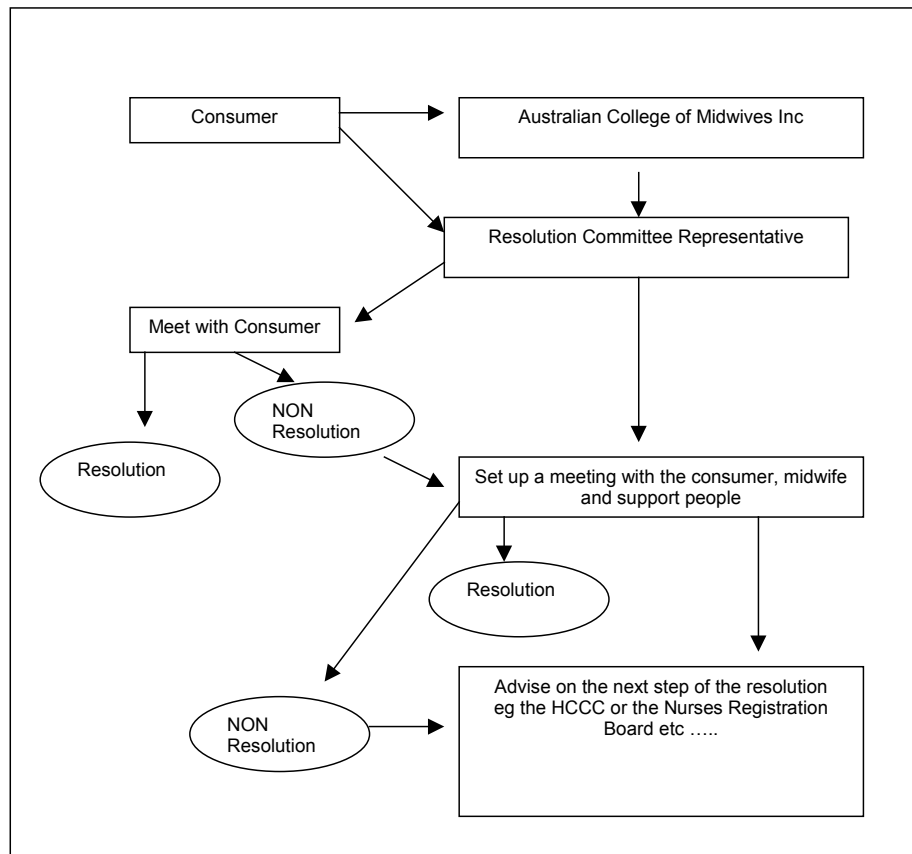 Consumer
Australian College of Midwives Inc
Resolution Committee Representative
Meet with Consumer
NON
Resolution
Resolution
Set up a meeting with the consumer, midwife
and support people
Resolution
Advise on the next step of the resolution
eg the HCCC or the Nurses Registration
Board etc …..
NON
Resolution